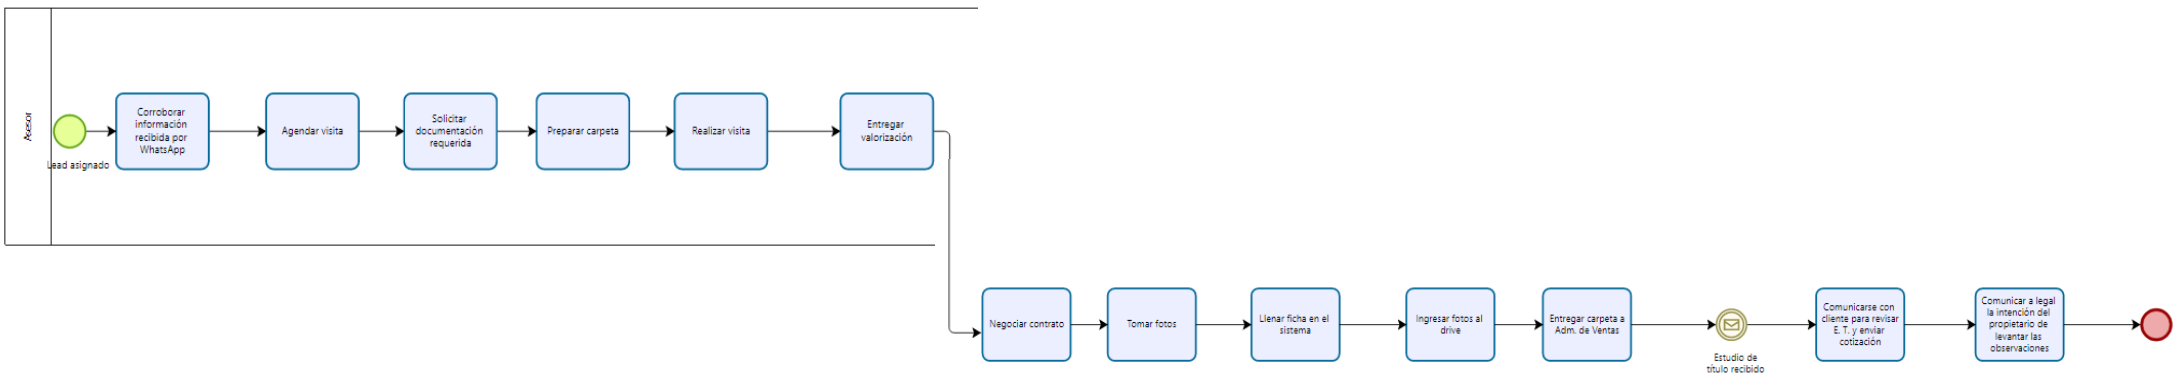 Asesor
Lead asignado
Corroborar
información
recibida por
WhatsApp
Agendar visita
Solicitar
documentación
requerida
Preparar carpeta
Realizar visita
Entregar
valorización
Negociar contrato
Tomar fotos
Llenar ficha en el
sistema
Ingresar fotos al
drive
Entregar carpeta a
Adm. de Ventas
Estudio de
título recibido
Comunicarse con
cliente para revisar
E. T. y enviar
cotización
Comunicar a legal
la intención del
propietario de
levantar las
observaciones